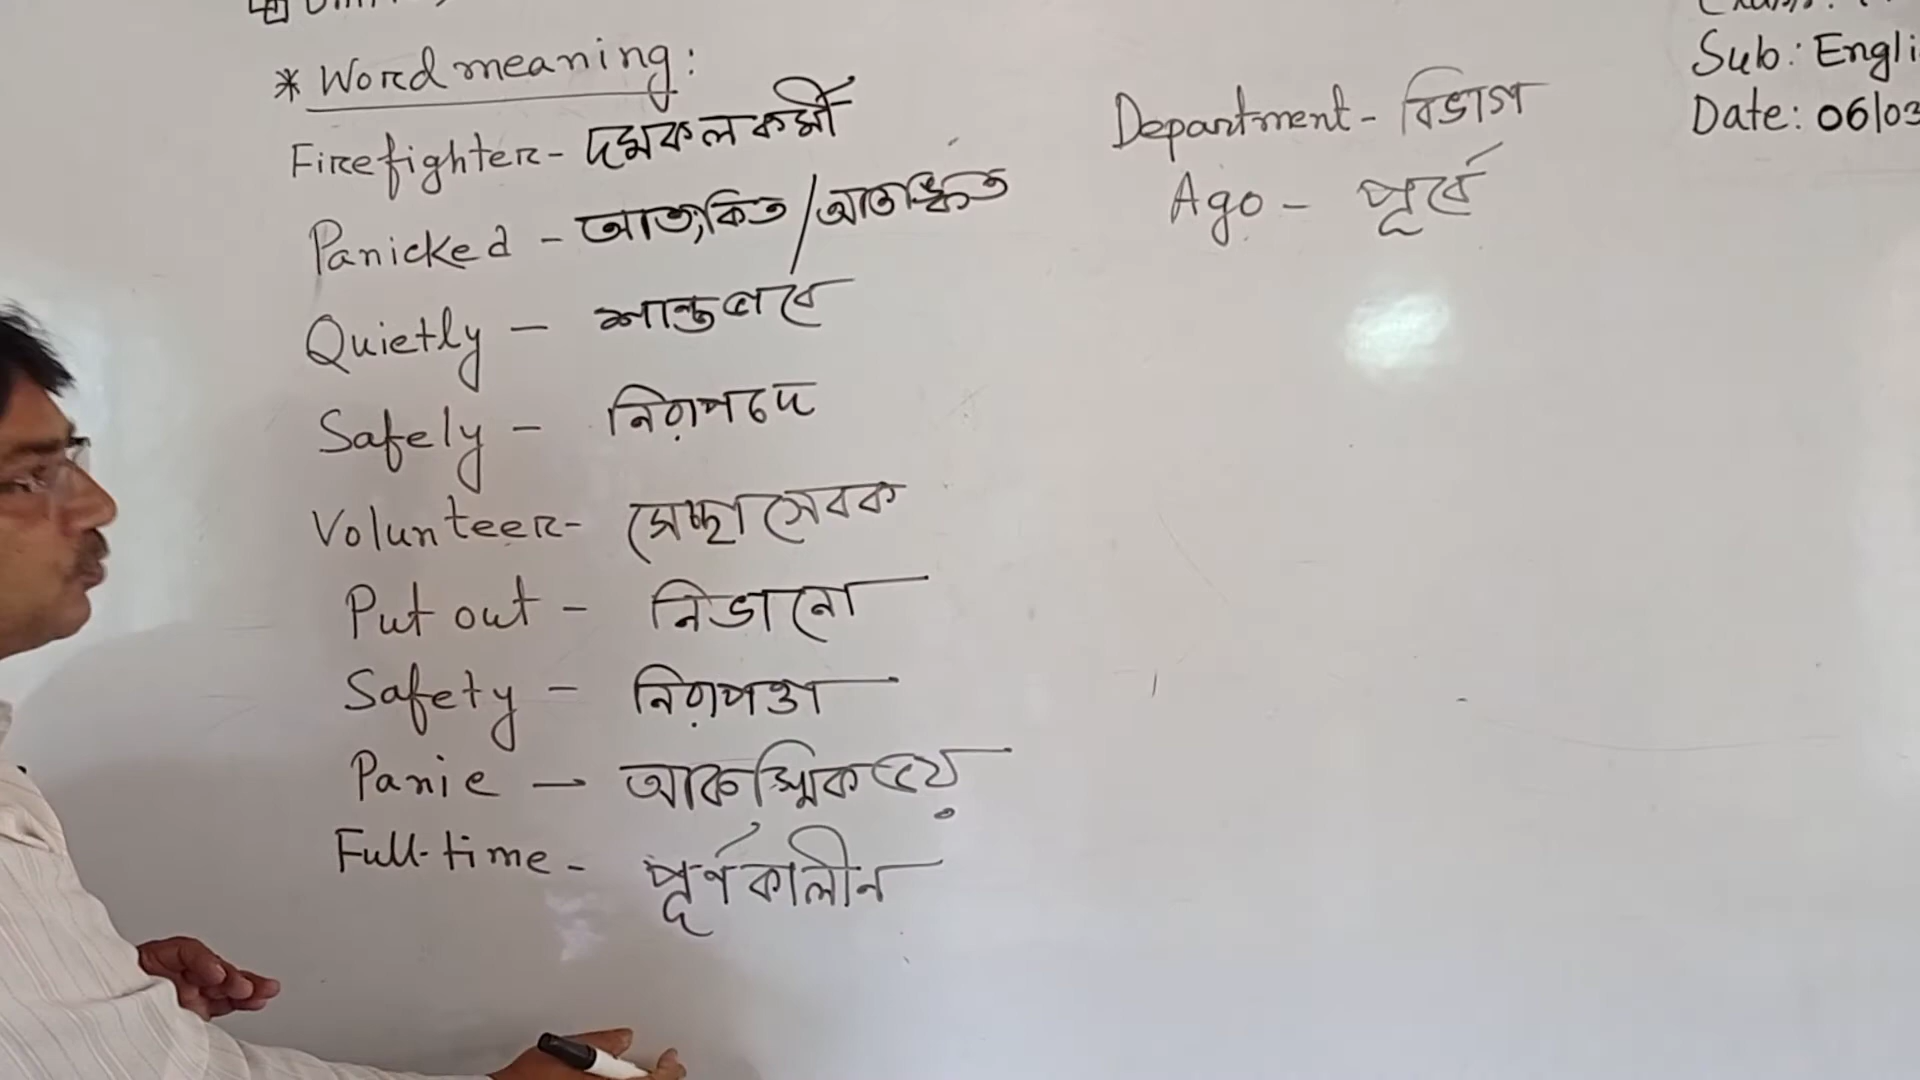 * Word meaning:
Firefighter - দমকলকর্মী
Panicked - আতংকিত/আতঙ্কিত
Quietly - শান্তভাবে
Safely - নিরাপদে
Volunteer - স্বেচ্ছাসেবক
Put out - নিভানো
Safety - নিরাপত্তা
Panic - আকস্মিক ভয়
Full-time - পূর্ণকালীন
Department - বিভাগ
Ago - পূর্বে
Sub: Engli
Date: 06/03